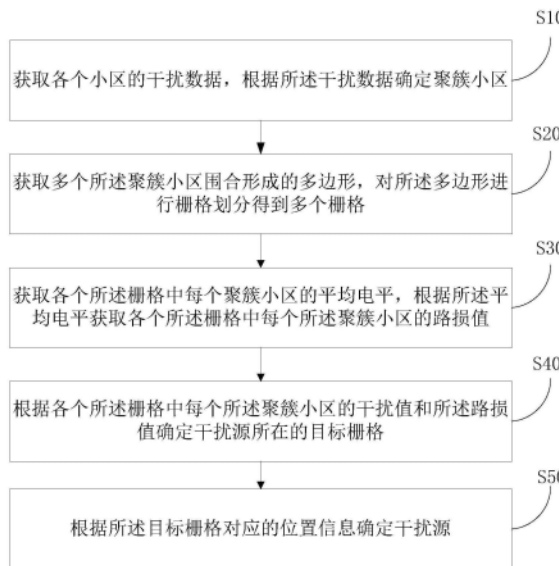 S10
获取各个小区的干扰数据，根据所述干扰数据确定聚簇小区
S20
获取多个所述聚簇小区围合形成的多边形，对所述多边形进
行栅格划分得到多个栅格
S30
获取各个所述栅格中每个聚簇小区的平均电平，根据所述平
均电平获取各个所述栅格中每个所述聚簇小区的路损值
S40
根据各个所述栅格中每个所述聚簇小区的干扰值和所述路损
值确定干扰源所在的目标栅格
S50
根据所述目标栅格对应的位置信息确定干扰源